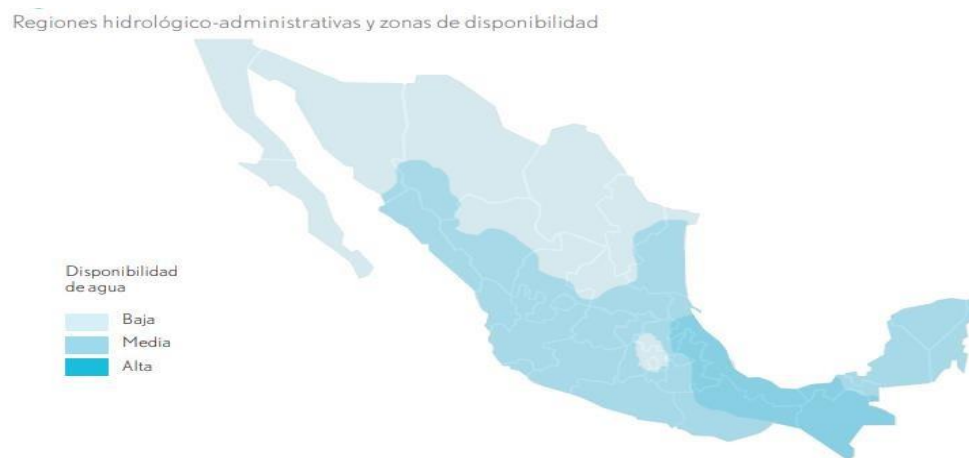 Regiones hidrológico-administrativas y zonas de disponibilidad
Disponibilidad
de agua
Baja
Media
Alta